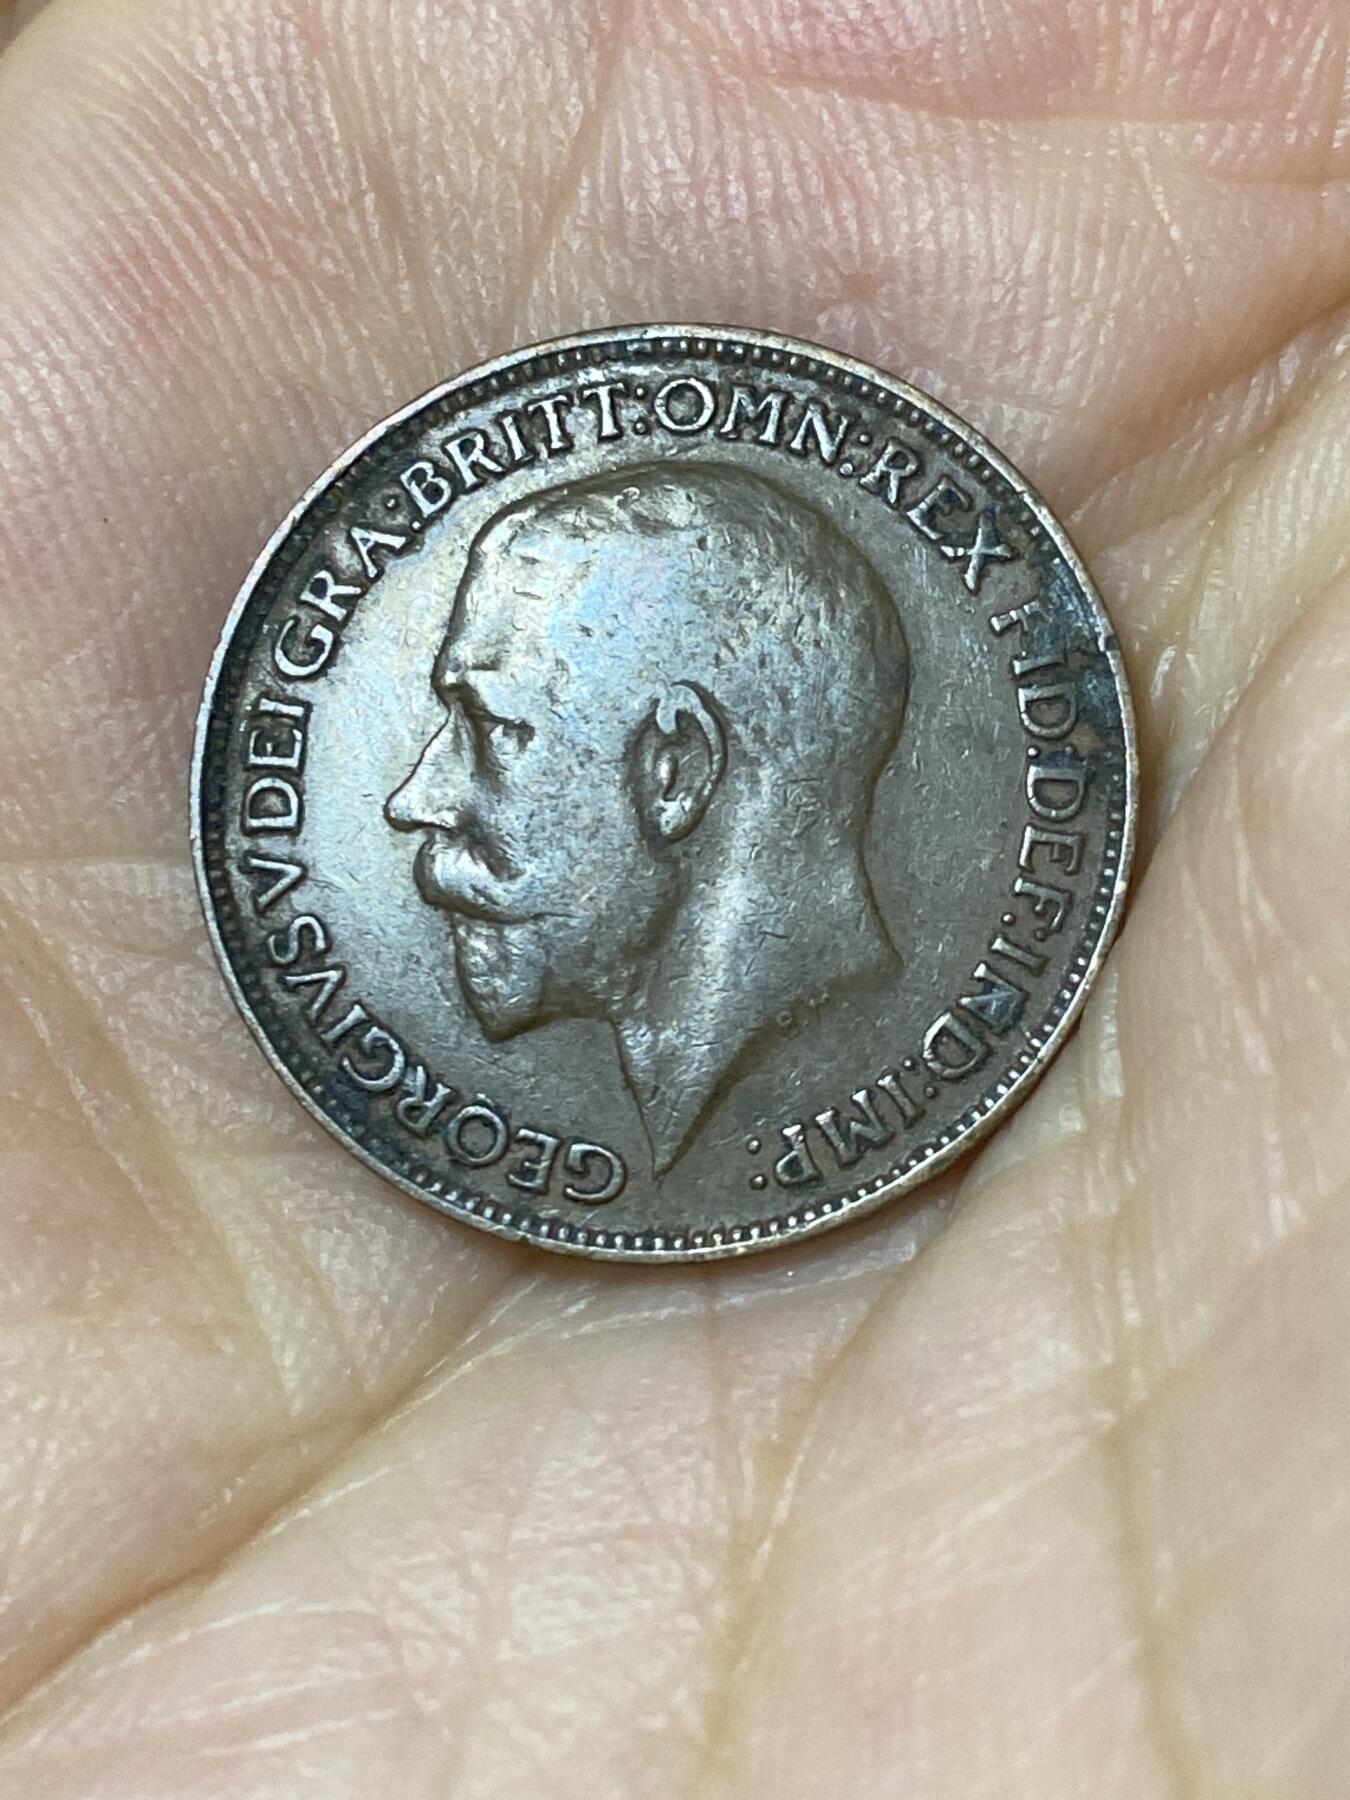 GEORGIVS V DEI GRA:BRITT:OMN:REX FID:DEF:IND:IMP: